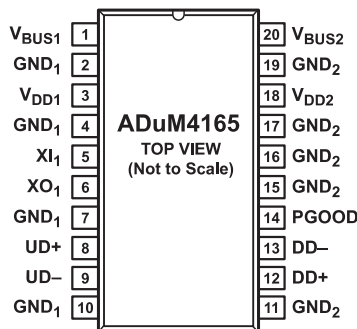 VBUS1 1 20 VBUS2
GND1 2 19 GND2
VDD1 3 18 VDD2
GND1 4 17 GND2
ADuM4165
TOP VIEW
(Not to Scale)
XI1 5 16 GND2
XO1 6 15 GND2
GND1 7 14 PGOOD
UD+ 8 13 DD–
UD– 9 12 DD+
GND1 10 11 GND2